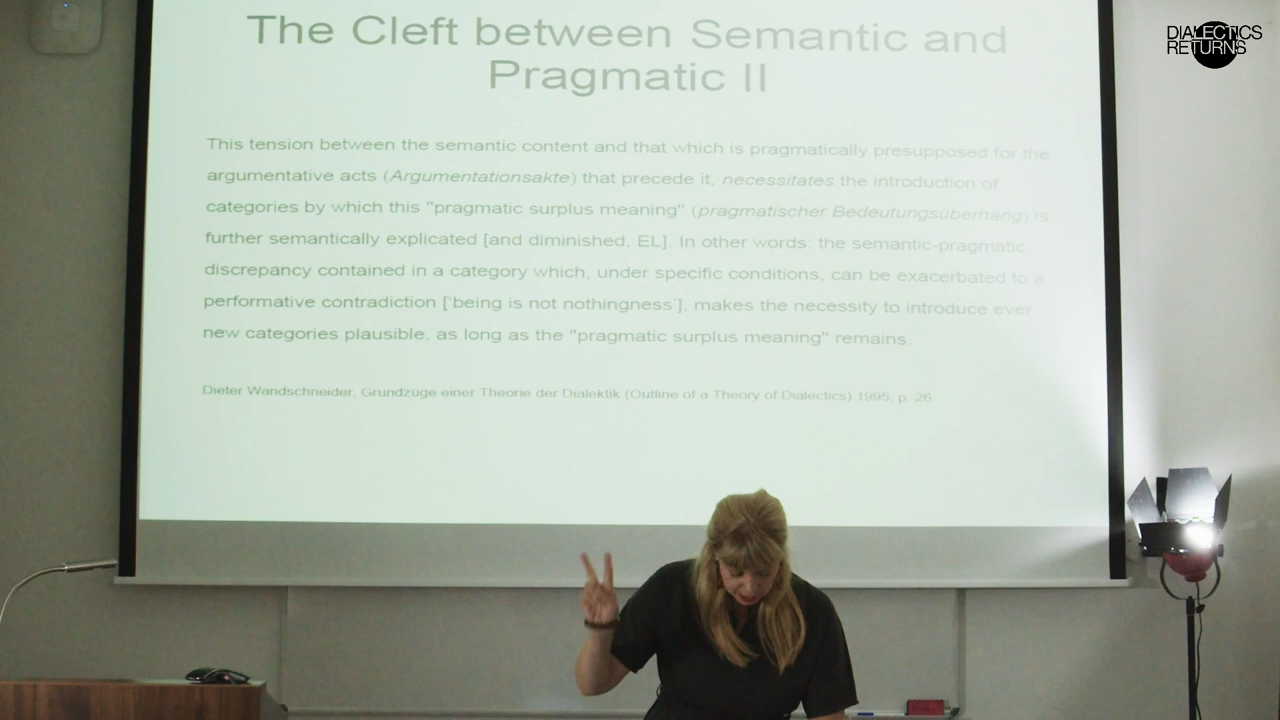 The Cleft between Semantic and
Pragmatic II
This tension between the semantic content and that which is pragmatically presupposed for the
argumentative acts (Argumentationsakte) that precede it, necessitates the introduction of
categories by which this "pragmatic surplus meaning" (pragmatischer Bedeutungsüberhang) is
further semantically explicated [and diminished, EL]. In other words: the semantic-pragmatic
discrepancy contained in a category which, under specific conditions, can be exacerbated to a
performative contradiction ['being is not nothingness'], makes the necessity to introduce ever
new categories plausible, as long as the "pragmatic surplus meaning" remains.
Dieter Wandschneider, Grundzüge einer Theorie der Dialektik (Outline of a Theory of Dialectics) 1995, p. 26
DIALECTICS
RETURNS